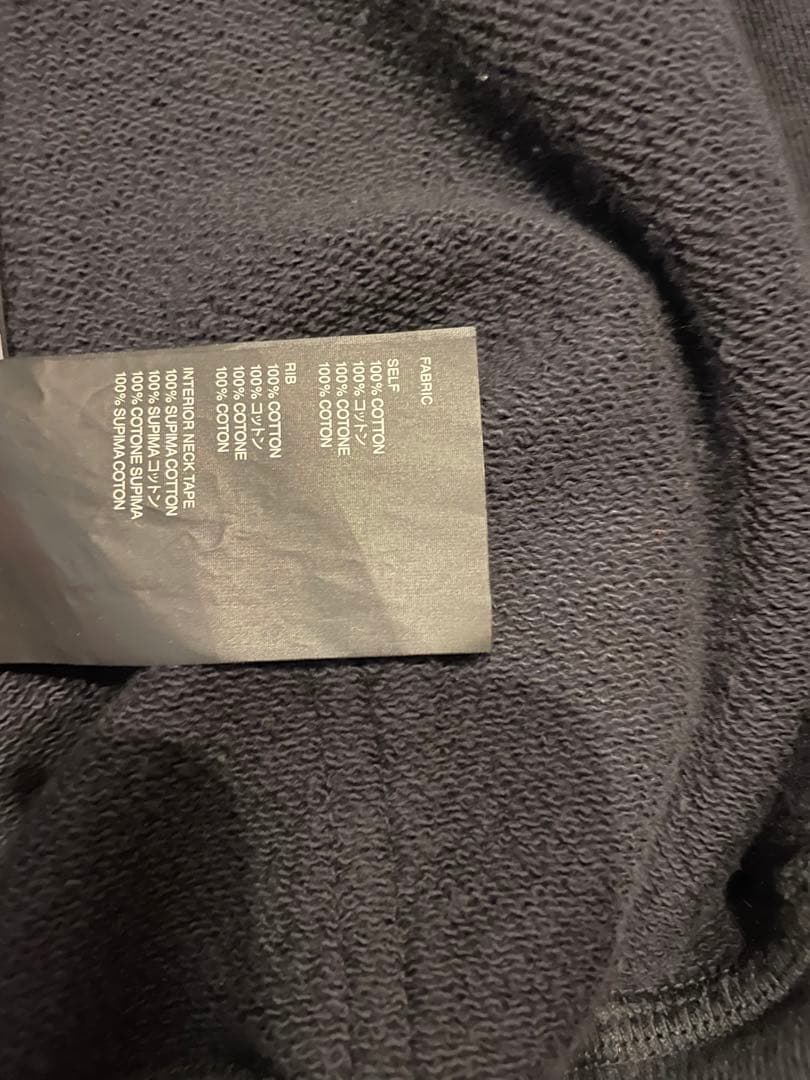 FABRIC
SELF
100% COTTON
100% コットン
100% COTONE
100% COTON
RIB
100% COTTON
100% コットン
100% COTONE
100% COTON
INTERIOR NECK TAPE
100% SUPIMA COTTON
100% SUPIMA コットン
100% COTONE SUPIMA
100% SUPIMA COTON